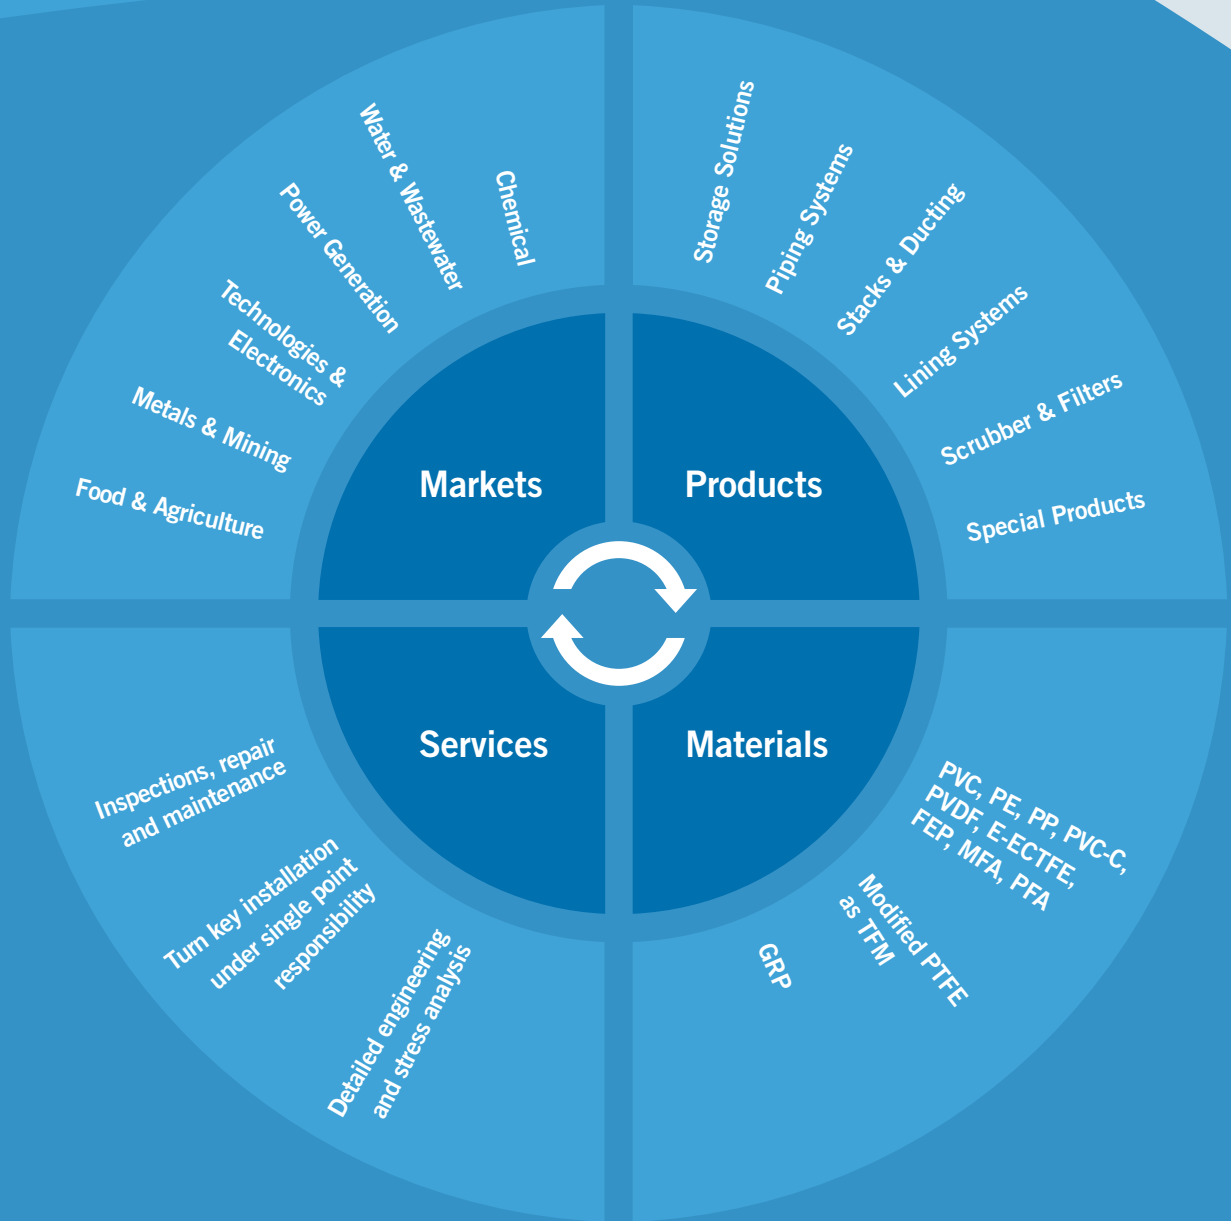 Markets
Chemical
Water & Wastewater
Power Generation
Technologies &
Electronics
Metals & Mining
Food & Agriculture
Products
Storage Solutions
Piping Systems
Stacks & Ducting
Lining Systems
Scrubber & Filters
Special Products
Services
Inspections, repair
and maintenance
Turn key installation
under single point
responsibility
Detailed engineering
and stress analysis
Materials
PVC, PE, PP, PVC-C,
PVDF, E-ECTFE,
FEP, MFA, PFA
Modified PTFE
as TFM
GRP